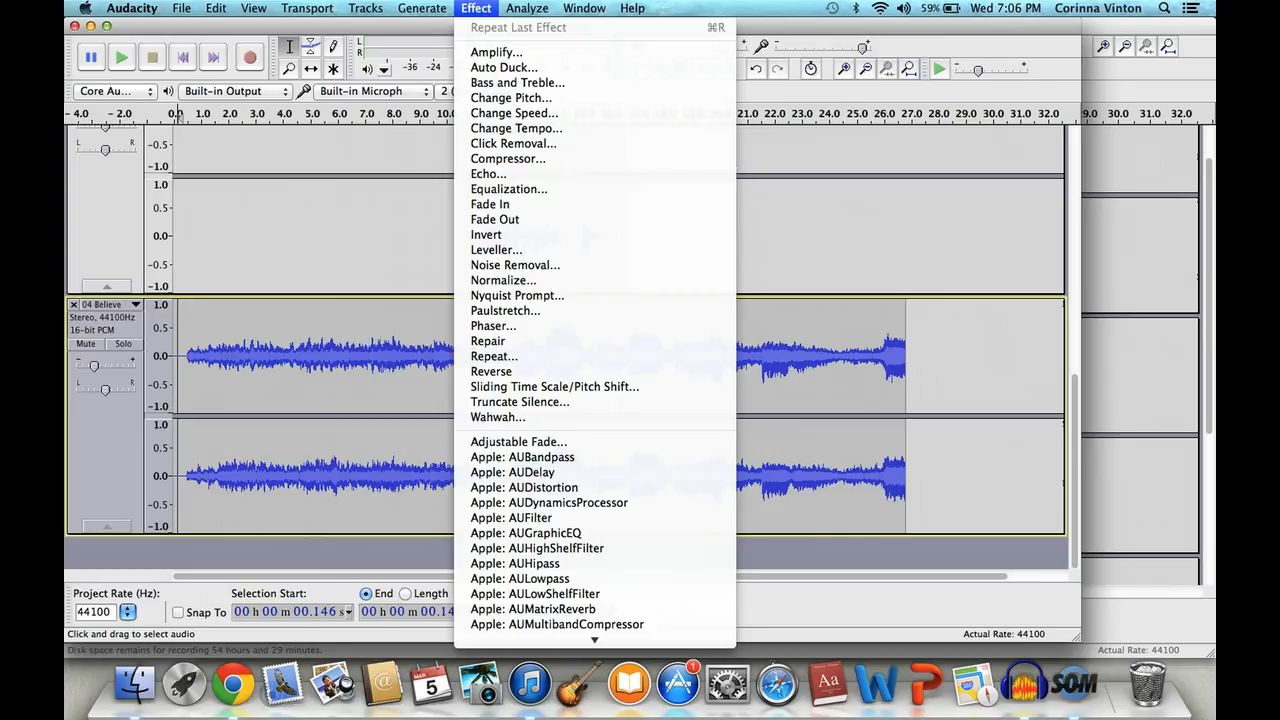 Audacity File Edit View Transport Tracks Generate Effect Analyze Window Help 59% Wed 7:06 PM Corinna Vinton
Repeat Last Effect ⌘R
Amplify...
Auto Duck...
Bass and Treble...
Change Pitch...
Change Speed...
Change Tempo...
Click Removal...
Compressor...
Echo...
Equalization...
Fade In
Fade Out
Invert
Leveller...
Noise Removal...
Normalize...
Nyquist Prompt...
Paulstretch...
Phaser...
Repair
Repeat...
Reverse
Sliding Time Scale/Pitch Shift...
Truncate Silence...
Wahwah...
Adjustable Fade...
Apple: AUBandpass
Apple: AUDelay
Apple: AUDistortion
Apple: AUDynamicsProcessor
Apple: AUFilter
Apple: AUGraphicEQ
Apple: AUHighShelfFilter
Apple: AUHipass
Apple: AULowpass
Apple: AULowShelfFilter
Apple: AUMatrixReverb
Apple: AUMultibandCompressor
L
R
-36 -24
Core Au... Built-in Output Built-in Microph 2 (
-4.0 -2.0 0.0 1.0 2.0 3.0 4.0 5.0 6.0 7.0 8.0 9.0 10.0 21.0 22.0 23.0 24.0 25.0 26.0 27.0 28.0 29.0 30.0 31.0 32.0 29.0 30.0 31.0 32.0
L R
-0.5
-1.0
1.0
0.5
0.0
-0.5
-1.0
04 Believe
Stereo, 44100Hz
16-bit PCM
Mute Solo
- +
L R
1.0
0.5
0.0
-0.5
-1.0
1.0
0.5
0.0
-0.5
-1.0
Project Rate (Hz): Selection Start: End Length
44100 Snap To 00 h 00 m 00.146 s 00 h 00 m 00.14
Click and drag to select audio Actual Rate: 44100
Disk space remains for recording 54 hours and 29 minutes. Actual Rate: 44100
MAR
5
1
Aa
W
P
SOM